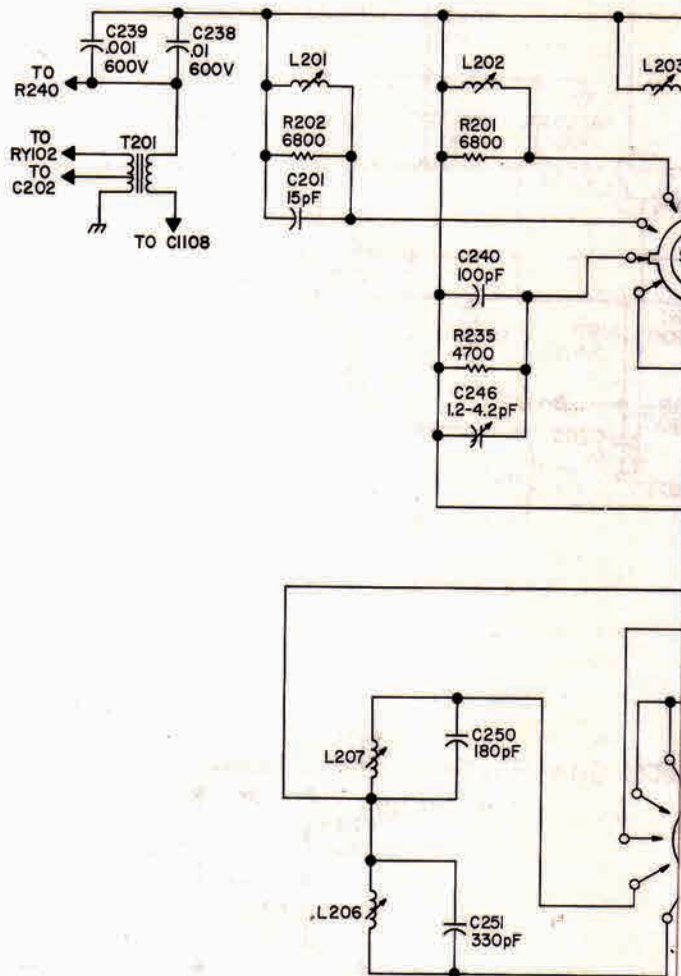 C239
.001
600V
C238
.01
600V
L201
L202
L203
TO
R240
R202
6800
R201
6800
TO
RY102
T201
TO
C202
C201
15pF
TO C1108
C240
100pF
R235
4700
C246
1.2-4.2pF
C250
180pF
L207
L206
C251
330pF